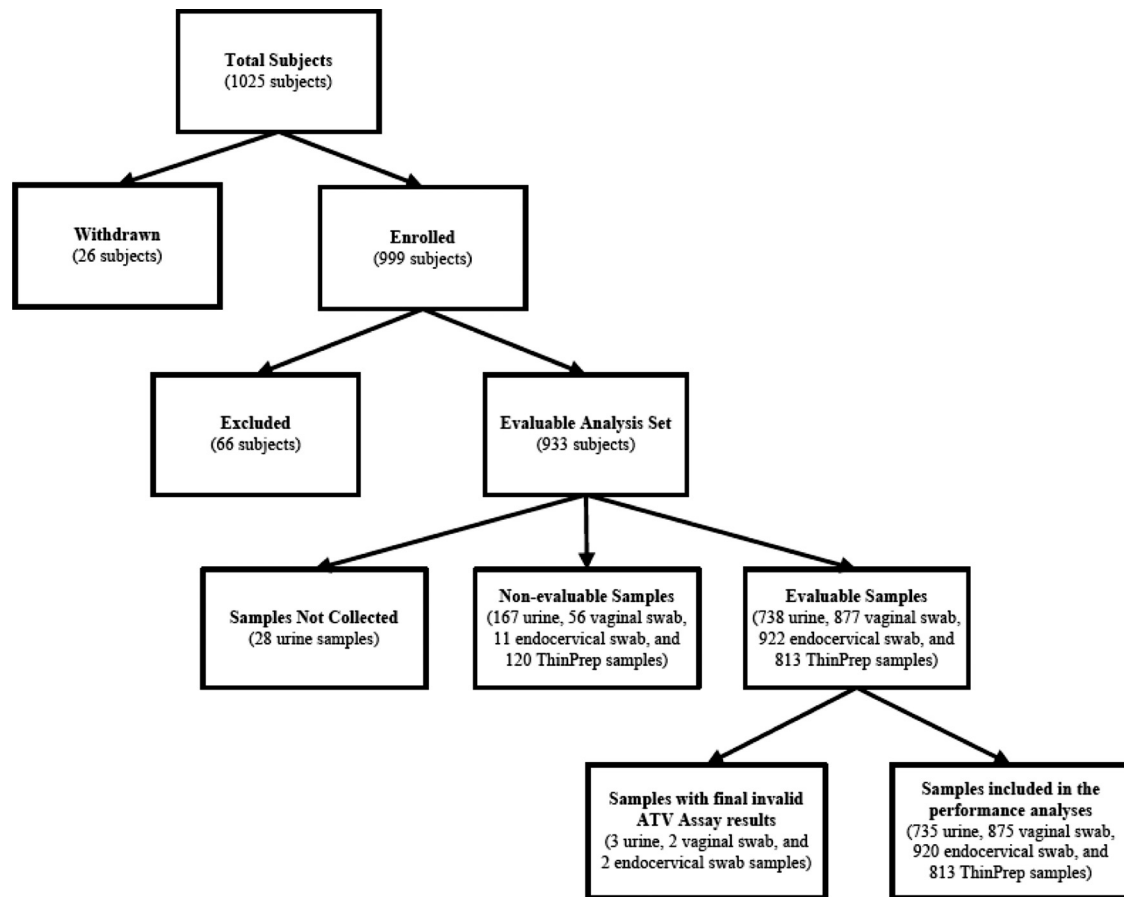 Total Subjects
(1025 subjects)
Withdrawn
(26 subjects)
Enrolled
(999 subjects)
Excluded
(66 subjects)
Evaluable Analysis Set
(933 subjects)
Samples Not Collected
(28 urine samples)
Non-evaluable Samples
(167 urine, 56 vaginal swab,
11 endocervical swab, and
120 ThinPrep samples)
Evaluable Samples
(738 urine, 877 vaginal swab,
922 endocervical swab, and
813 ThinPrep samples)
Samples with final invalid
ATV Assay results
(3 urine, 2 vaginal swab, and
2 endocervical swab samples)
Samples included in the
performance analyses
(735 urine, 875 vaginal swab,
920 endocervical swab, and
813 ThinPrep samples)